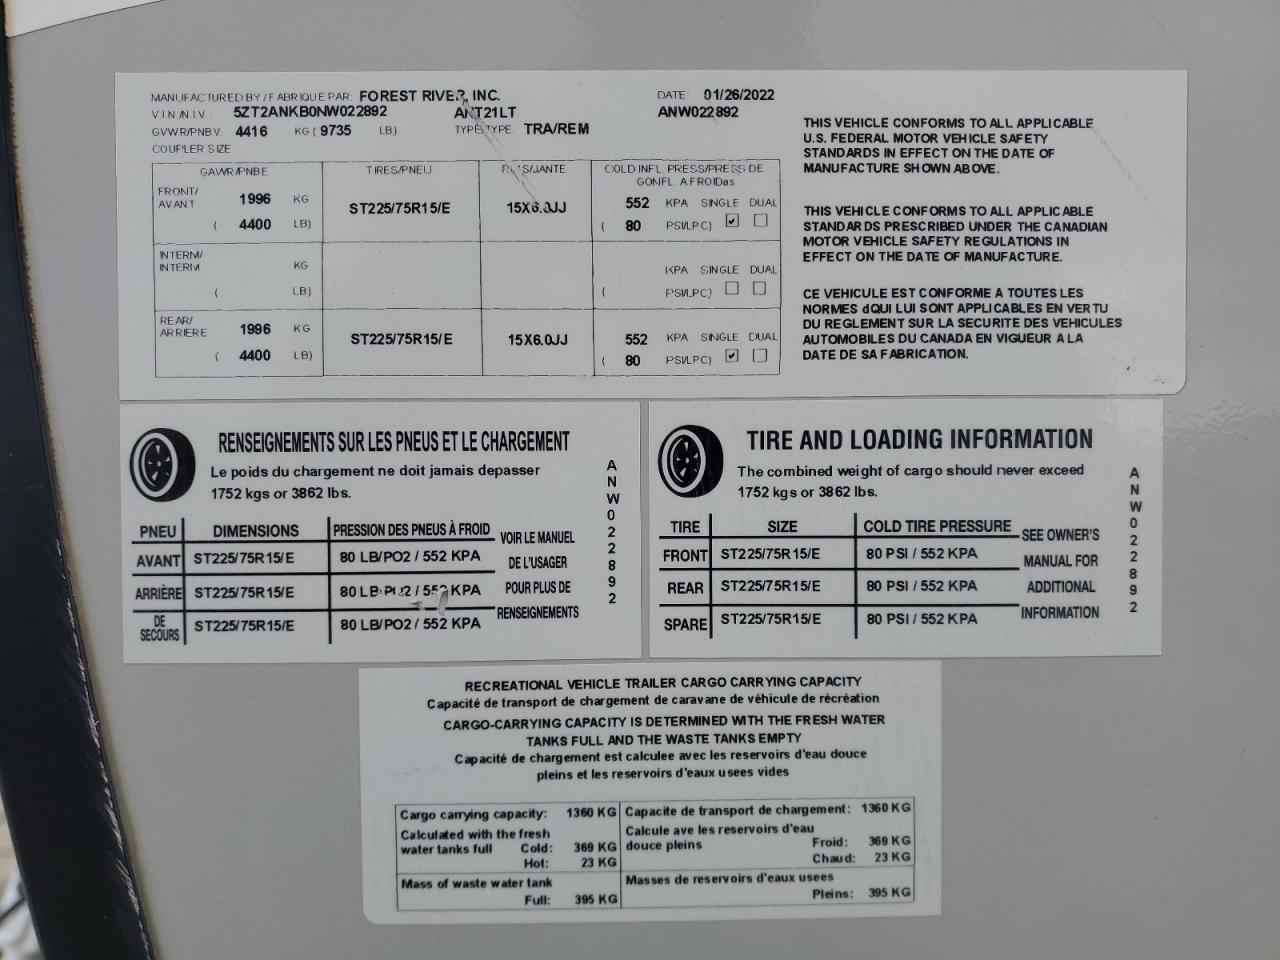 MANUFACTURED BY / FABRIQUE PAR: FOREST RIVER, INC. DATE: 01/26/2022
V I N /N.I.V.: 5ZT2ANKB0NW022892 ANT21LT ANW022892
GVWR/PNBV: 4416 KG ( 9735 LB) TYPE/TYPE: TRA/REM
COUPLER SIZE:
GAWR/PNBE TIRES/PNEU COLD INFL. PRESS/PRESS DE
GONFL. A FROIDas
FRONT/
AVANT 1996 KG ST225/75R15/E 15X6.0JJ 552 KPA SINGLE DUAL
( 4400 LB) ( 80 PSI/LPC) ✔
INTERM/
INTERM KG KPA SINGLE DUAL
( LB) ( PSI/LPC)
REAR/
ARRIERE 1996 KG ST225/75R15/E 15X6.0JJ 552 KPA SINGLE DUAL
( 4400 LB) ( 80 PSI/LPC) ✔
THIS VEHICLE CONFORMS TO ALL APPLICABLE
U.S. FEDERAL MOTOR VEHICLE SAFETY
STANDARDS IN EFFECT ON THE DATE OF
MANUFACTURE SHOWN ABOVE.
THIS VEHICLE CONFORMS TO ALL APPLICABLE
STANDARDS PRESCRIBED UNDER THE CANADIAN
MOTOR VEHICLE SAFETY REGULATIONS IN
EFFECT ON THE DATE OF MANUFACTURE.
CE VEHICULE EST CONFORME A TOUTES LES
NORMES dQUI LUI SONT APPLICABLES EN VERTU
DU REGLEMENT SUR LA SECURITE DES VEHICULES
AUTOMOBILES DU CANADA EN VIGUEUR A LA
DATE DE SA FABRICATION.
RENSEIGNEMENTS SUR LES PNEUS ET LE CHARGEMENT
Le poids du chargement ne doit jamais depasser
1752 kgs or 3862 lbs.
PNEU DIMENSIONS PRESSION DES PNEUS À FROID
AVANT ST225/75R15/E 80 LB/PO2 / 552 KPA
ARRIÈRE ST225/75R15/E 80 LB/PO2 / 552 KPA
DE
SECOURS ST225/75R15/E 80 LB/PO2 / 552 KPA
VOIR LE MANUEL
DE L'USAGER
POUR PLUS DE
RENSEIGNEMENTS
ANW022892
TIRE AND LOADING INFORMATION
The combined weight of cargo should never exceed
1752 kgs or 3862 lbs.
TIRE SIZE COLD TIRE PRESSURE
FRONT ST225/75R15/E 80 PSI / 552 KPA
REAR ST225/75R15/E 80 PSI / 552 KPA
SPARE ST225/75R15/E 80 PSI / 552 KPA
SEE OWNER'S
MANUAL FOR
ADDITIONAL
INFORMATION
ANW022892
RECREATIONAL VEHICLE TRAILER CARGO CARRYING CAPACITY
Capacité de transport de chargement de caravane de véhicule de récréation
CARGO-CARRYING CAPACITY IS DETERMINED WITH THE FRESH WATER
TANKS FULL AND THE WASTE TANKS EMPTY
Capacité de chargement est calculee avec les reservoirs d'eau douce
pleins et les reservoirs d'eaux usees vides
Cargo carrying capacity: 1360 KG
Calculated with the fresh
water tanks full Cold: 369 KG
Hot: 23 KG
Mass of waste water tank
Full: 395 KG
Capacite de transport de chargement: 1360 KG
Calcule ave les reservoirs d'eau
douce pleins Froid: 369 KG
Chaud: 23 KG
Masses de reservoirs d'eaux usees
Pleins: 395 KG